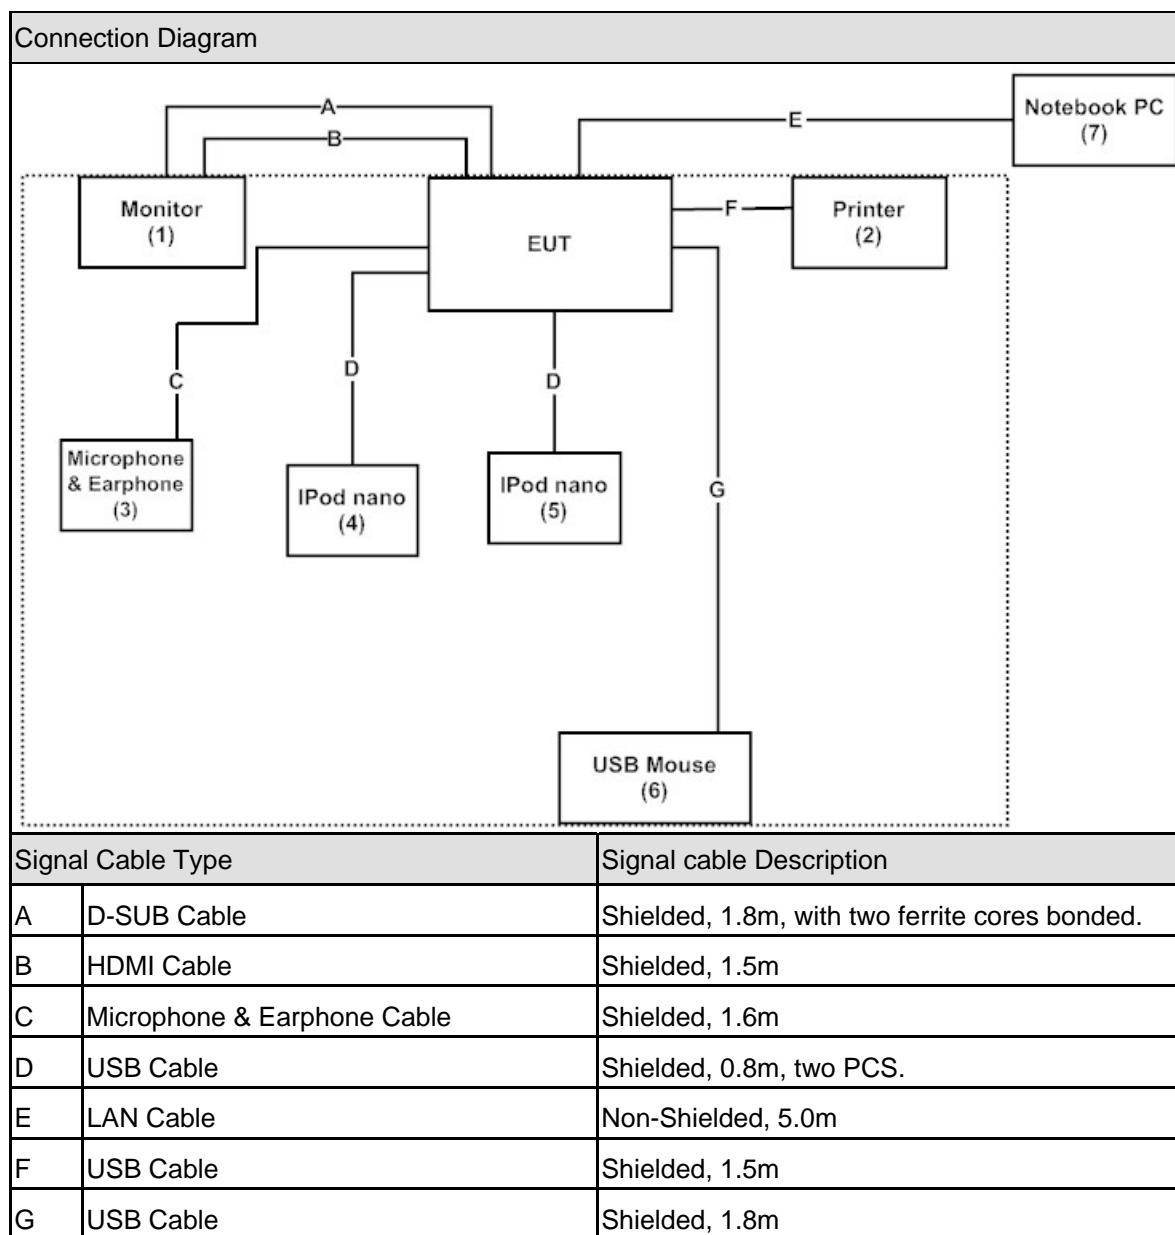 Connection Diagram
A
B
E
Notebook PC
(7)
Monitor
(1)
EUT
F
Printer
(2)
C
D
D
G
Microphone
& Earphone
(3)
IPod nano
(4)
IPod nano
(5)
USB Mouse
(6)
Signal Cable Type Signal cable Description
A D-SUB Cable Shielded, 1.8m, with two ferrite cores bonded.
B HDMI Cable Shielded, 1.5m
C Microphone & Earphone Cable Shielded, 1.6m
D USB Cable Shielded, 0.8m, two PCS.
E LAN Cable Non-Shielded, 5.0m
F USB Cable Shielded, 1.5m
G USB Cable Shielded, 1.8m